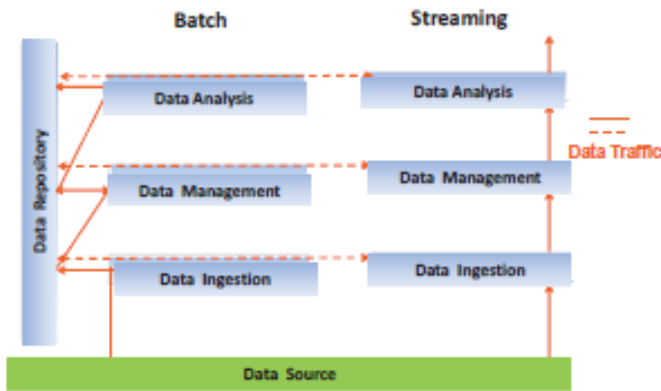 Batch
Streaming
Data Analysis
Data Analysis
Data Traffic
Data Repository
Data Management
Data Management
Data Ingestion
Data Ingestion
Data Source